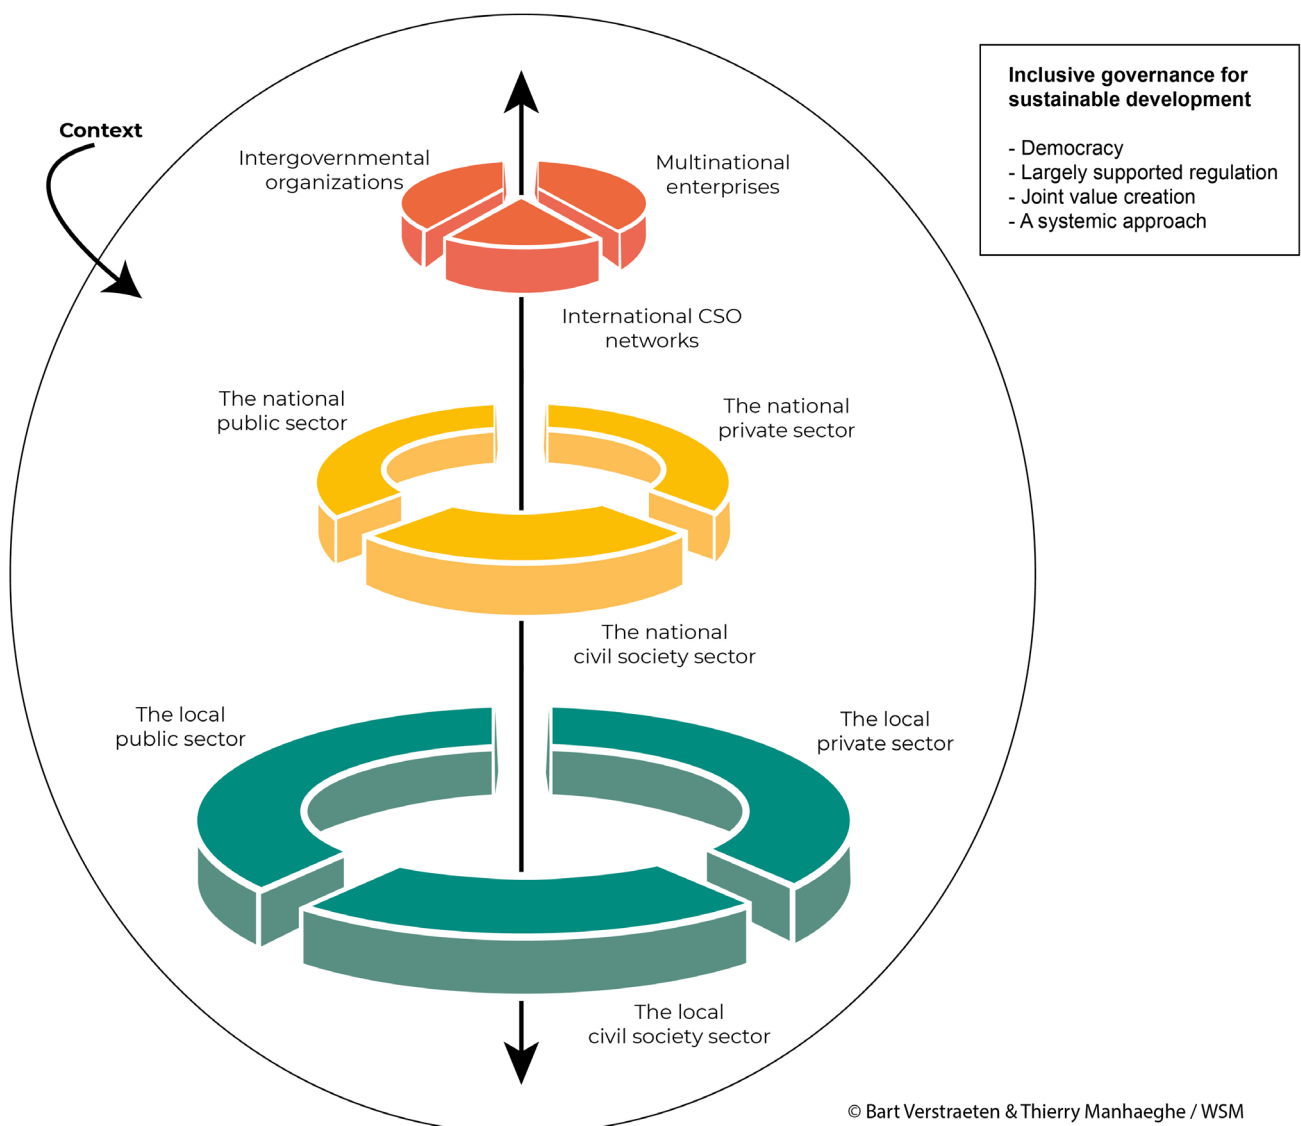 Inclusive governance for
sustainable development
- Democracy
- Largely supported regulation
- Joint value creation
- A systemic approach
Context
Intergovernmental
organizations
Multinational
enterprises
International CSO
networks
The national
public sector
The national
private sector
The national
civil society sector
The local
public sector
The local
private sector
The local
civil society sector
© Bart Verstraeten & Thierry Manhaeghe / WSM